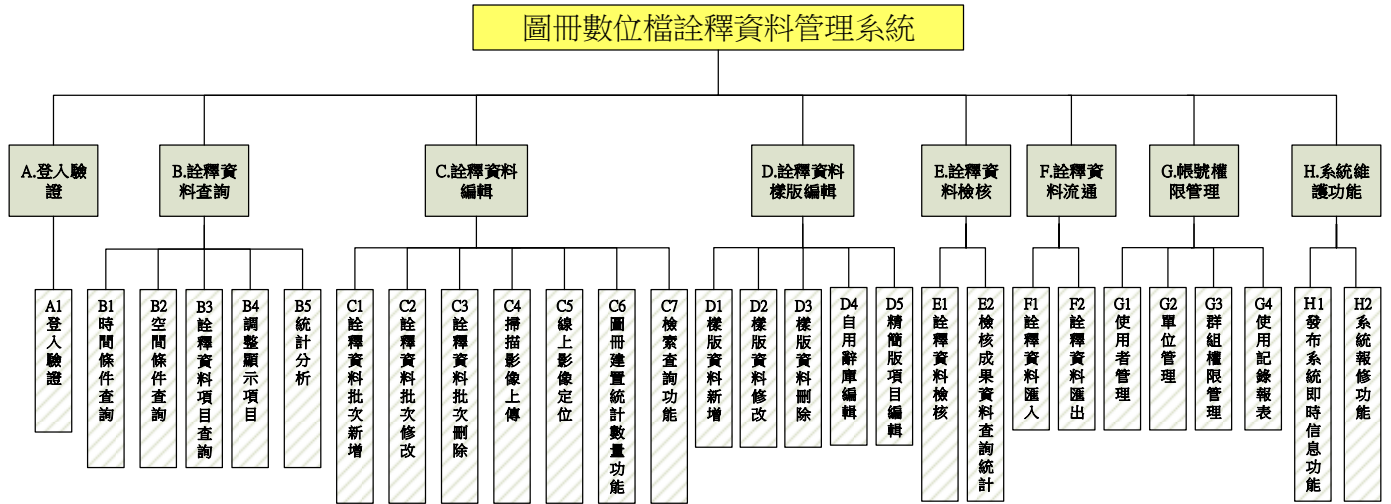 圖冊數位檔詮釋資料管理系統
A.登入驗
證
B.詮釋資
料查詢
C.詮釋資料
編輯
D.詮釋資料
樣版編輯
E.詮釋資
料檢核
F.詮釋資
料流通
G.帳號權
限管理
H.系統維
護功能
A1登入驗證
B1時間條件查詢
B2空間條件查詢
B3詮釋資料項目查詢
B4調整顯示項目
B5統計分析
C1詮釋資料批次新增
C2詮釋資料批次修改
C3詮釋資料批次刪除
C4掃描影像上傳
C5線上影像定位
C6圖冊建置統計數量功能
C7檢索查詢功能
D1樣版資料新增
D2樣版資料修改
D3樣版資料刪除
D4自用辭庫編輯
D5精簡版項目編輯
E1詮釋資料檢核
E2檢核成果資料查詢統計
F1詮釋資料匯入
F2詮釋資料匯出
G1使用者管理
G2單位管理
G3群組權限管理
G4使用記錄報表
H1發布系統即時信息功能
H2系統報修功能